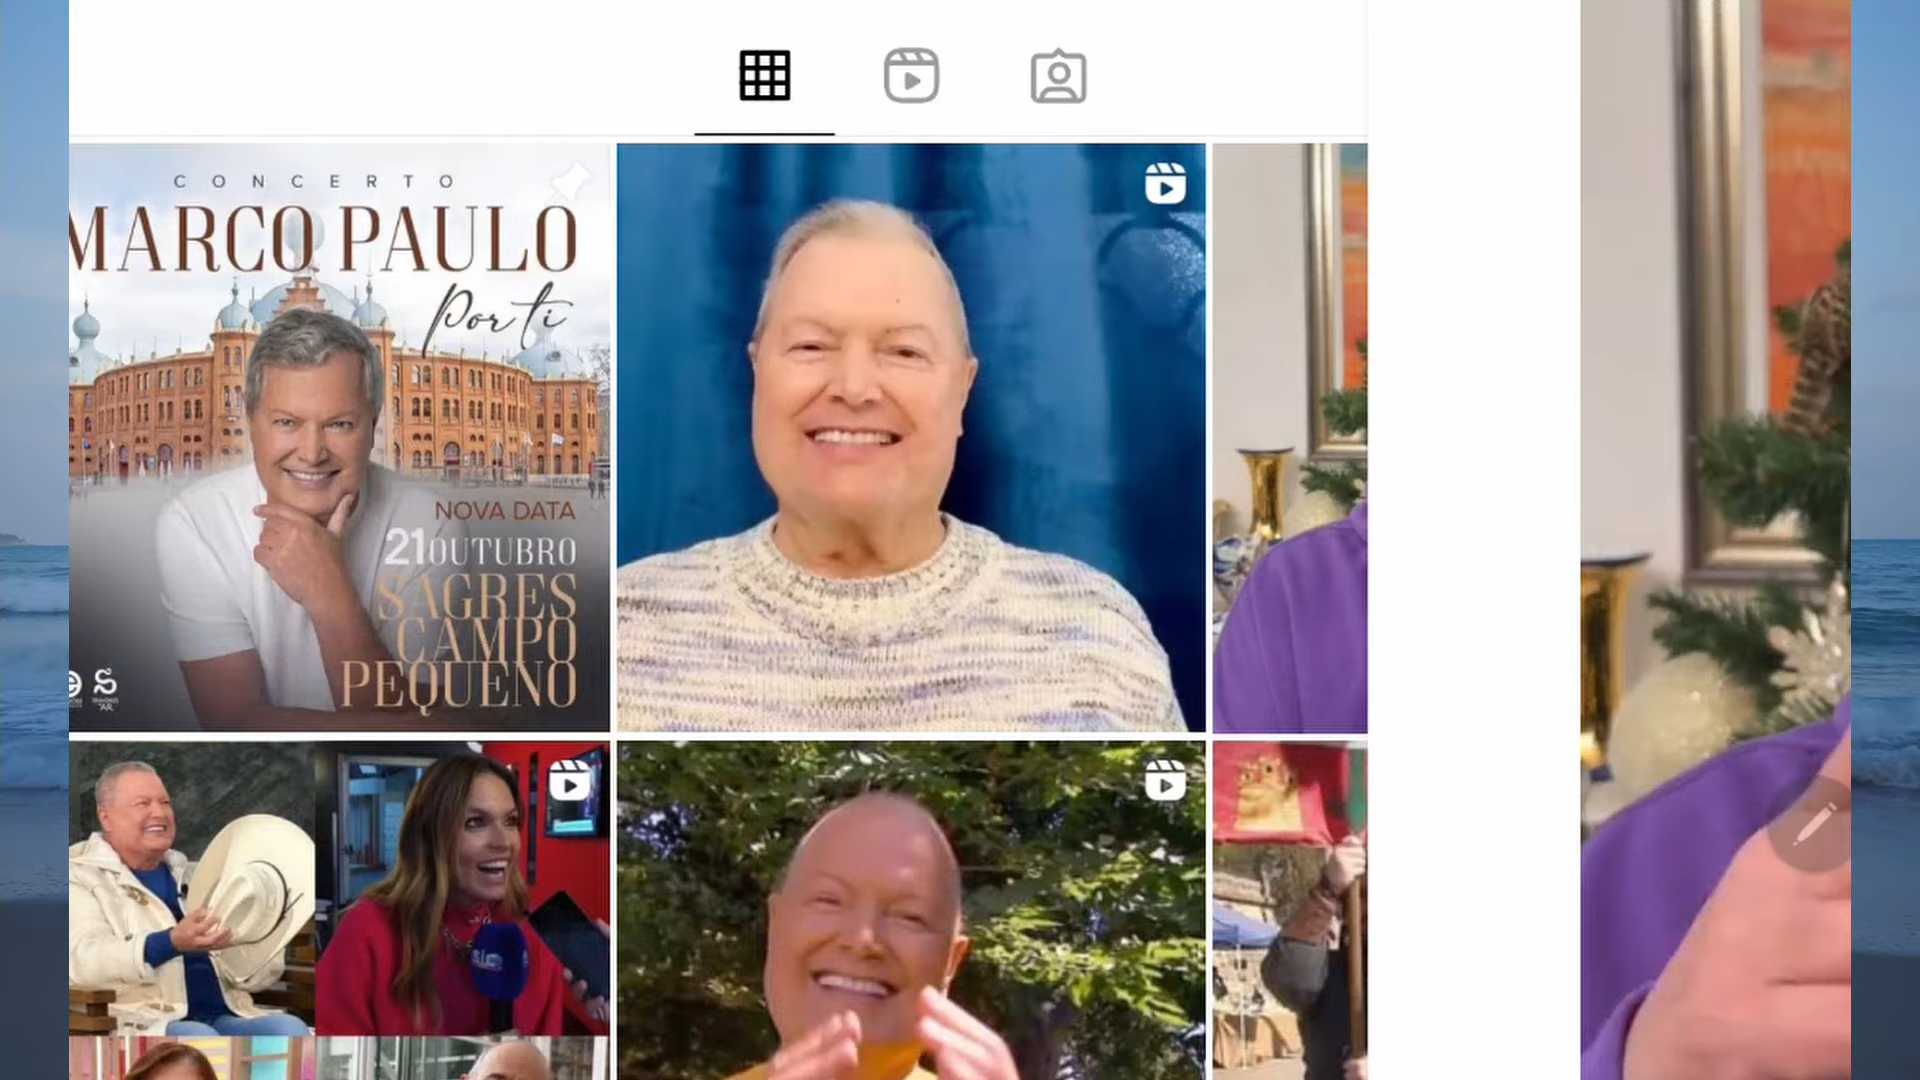 CONCERTO
MARCO PAULO
Por ti
NOVA DATA
21 OUTUBRO
SAGRES
CAMPO
PEQUENO